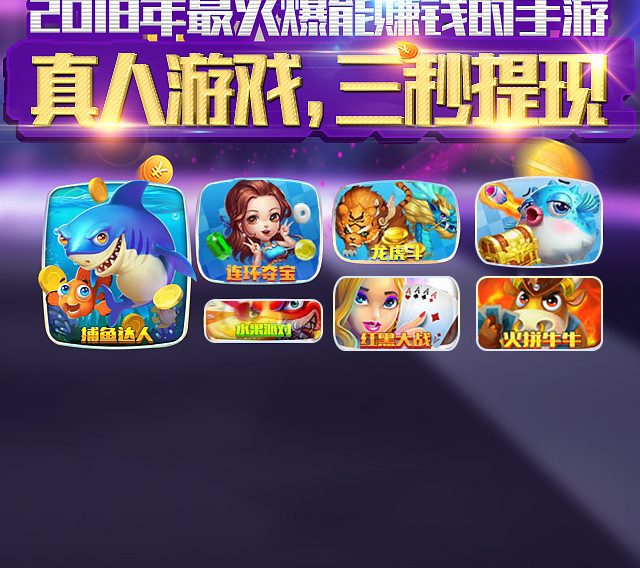 2018年最火爆能赚钱的手游
真人游戏,三秒提现
捕鱼达人
连环夺宝
龙虎斗
水果派对
红黑大战
火拼牛牛